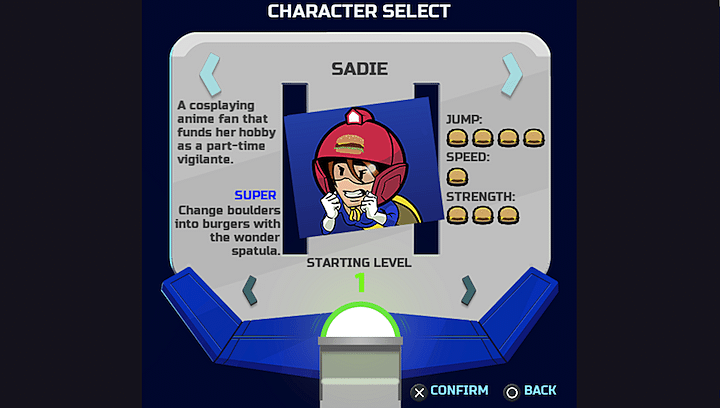 CHARACTER SELECT
SADIE
A cosplaying
anime fan that
funds her hobby
as a part-time
vigilante.
SUPER
Change boulders
into burgers with
the wonder
spatula.
JUMP:
SPEED:
STRENGTH:
STARTING LEVEL
1
CONFIRM
BACK